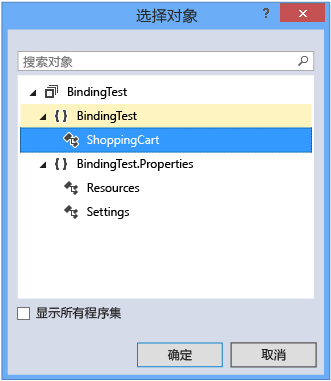 选择对象
?
搜索对象
BindingTest
{ } BindingTest
ShoppingCart
{ } BindingTest.Properties
Resources
Settings
显示所有程序集
确定 取消